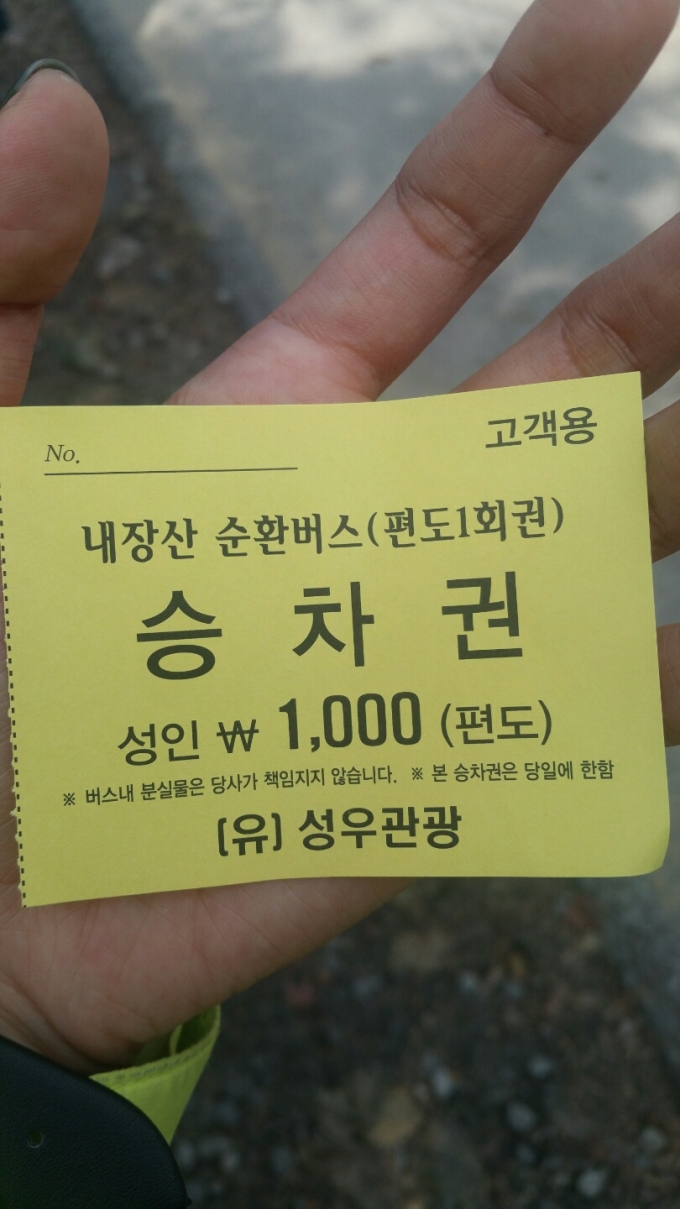 No.
고객용
내장산 순환버스(편도1회권)
승 차 권
성인 ₩ 1,000 (편도)
※ 버스내 분실물은 당사가 책임지지 않습니다. ※ 본 승차권은 당일에 한함
(유) 성우관광